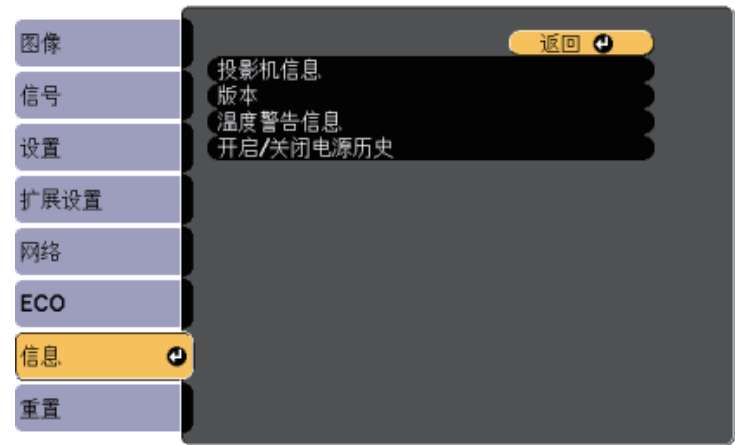 图像
信号
设置
扩展设置
网络
ECO
信息
重置
返回
投影机信息
版本
温度警告信息
开启/关闭电源历史